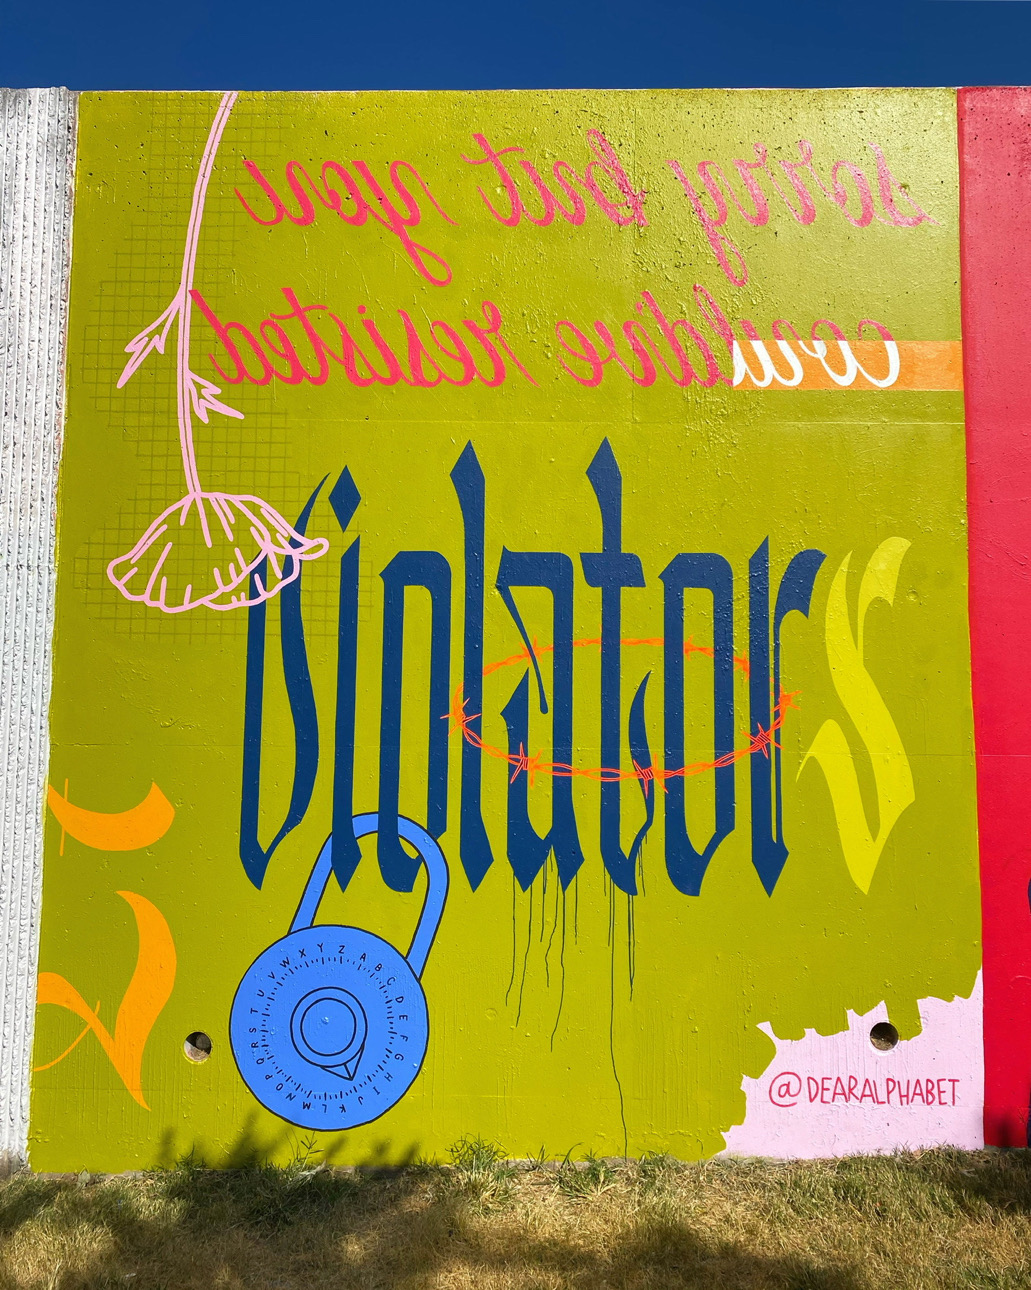 sorry but you
couldve resisted
violators
A B C D E F G H I J K L M N O P Q R S T U V W X Y Z
@DEARALPHABET